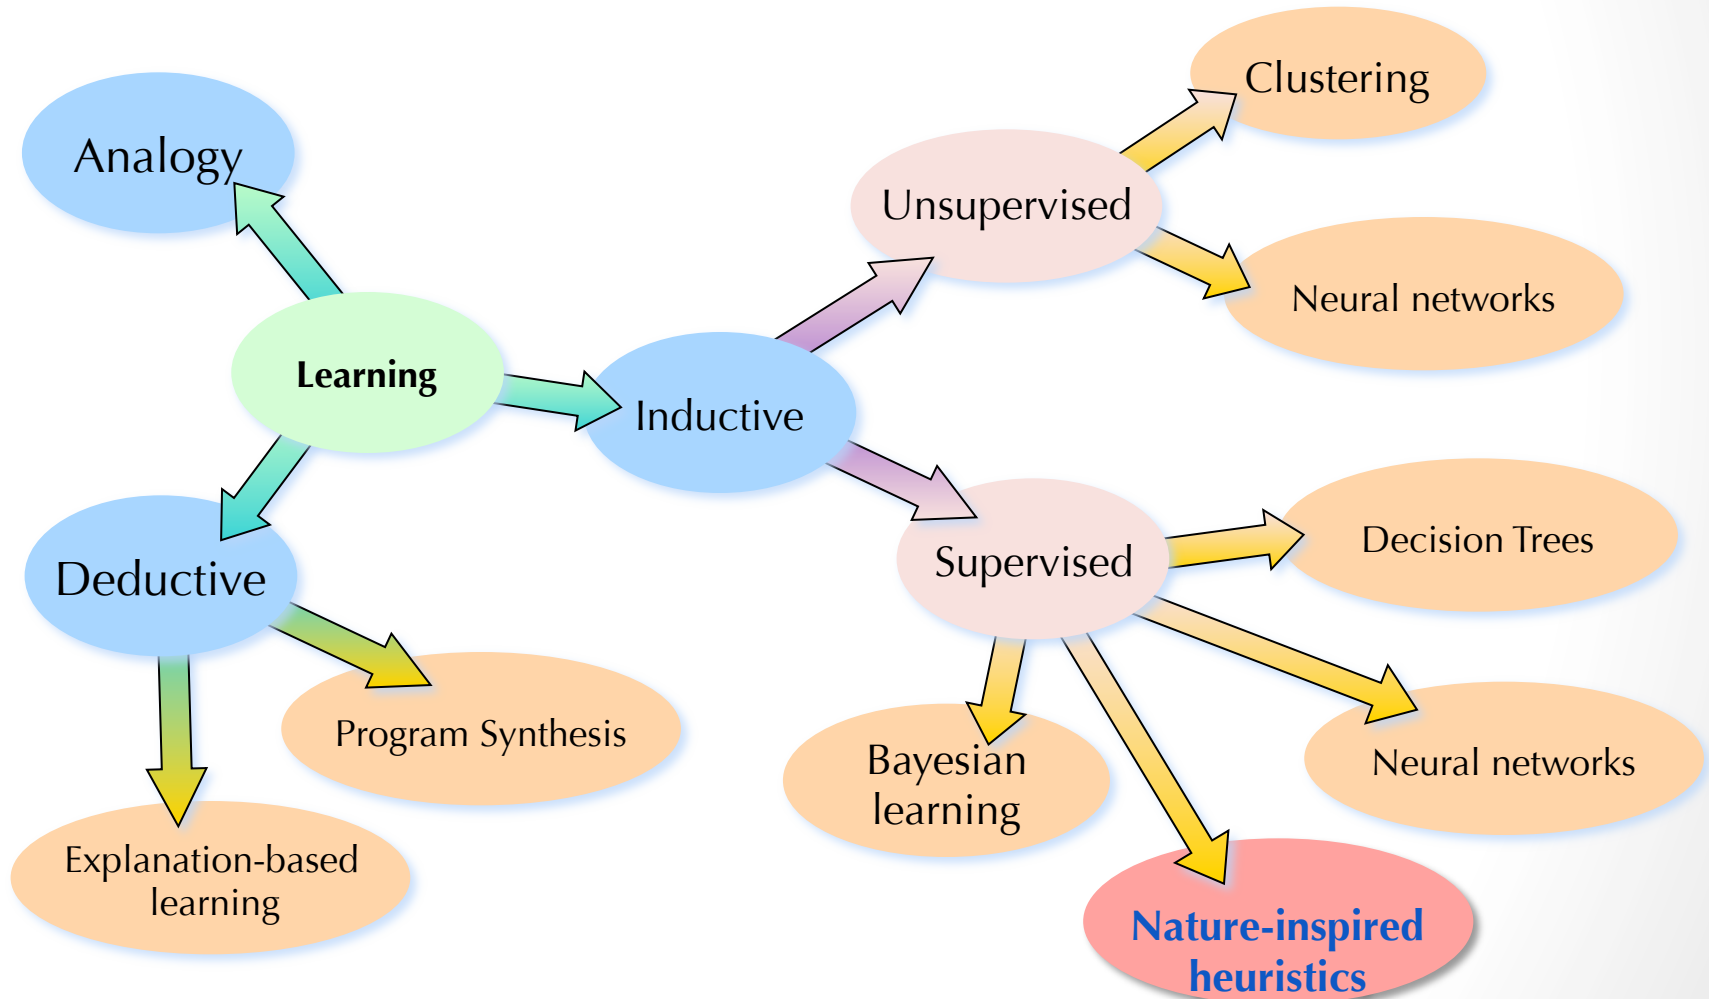 Clustering
Analogy
Unsupervised
Neural networks
Learning
Inductive
Decision Trees
Supervised
Deductive
Program Synthesis
Bayesian
learning
Neural networks
Explanation-based
learning
Nature-inspired
heuristics